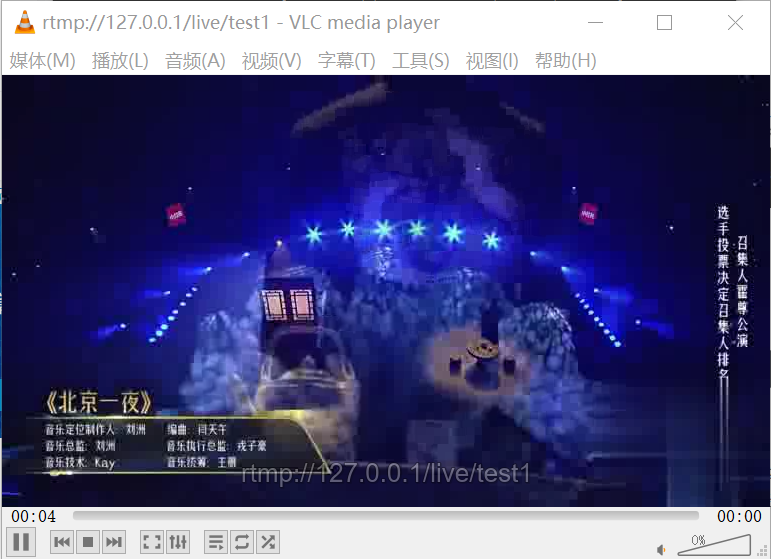 rtmp://127.0.0.1/live/test1 - VLC media player
媒体(M) 播放(L) 音频(A) 视频(V) 字幕(T) 工具(S) 视图(I) 帮助(H)
召集人霍尊公演
选手投票决定召集人排名
《北京一夜》
音乐定位制作人: 刘洲 编曲: 闫天午
音乐总监: 刘洲 音乐执行总监: 戎子豪
音乐技术: Kay 音乐统筹: 王鹂
rtmp://127.0.0.1/live/test1
00:04 00:00
0%